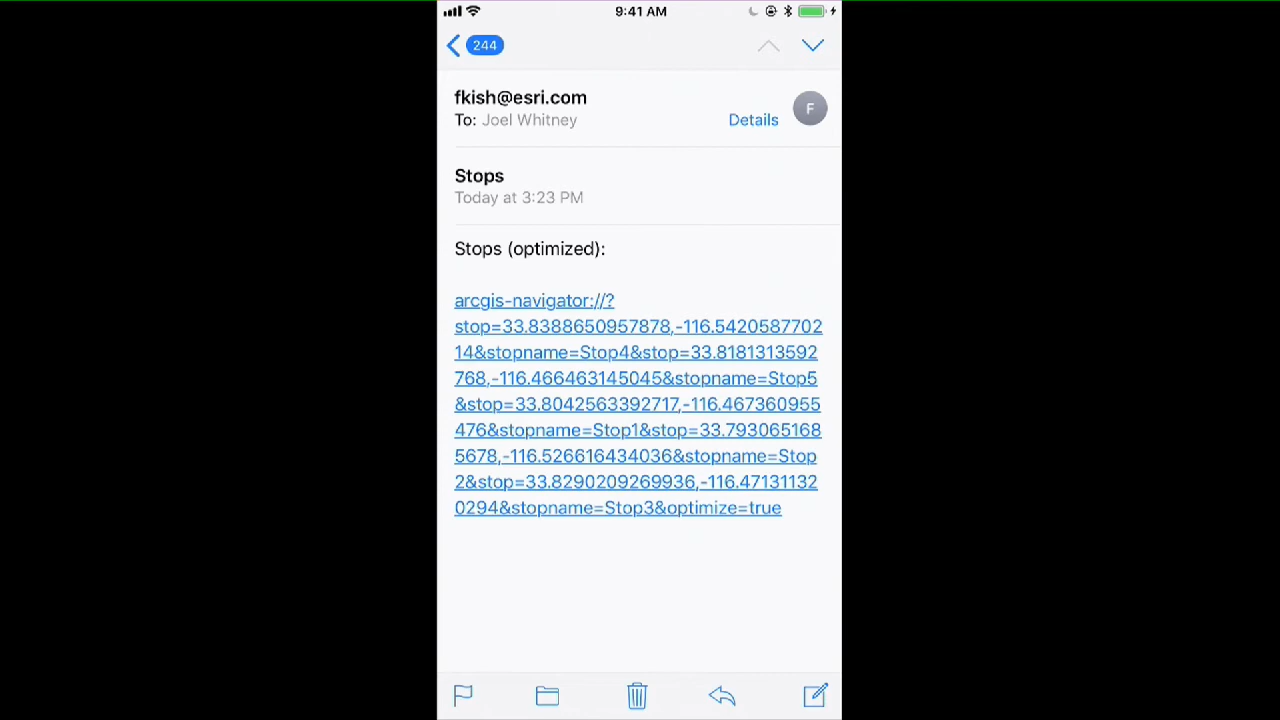 9:41 AM
244
fkish@esri.com
F
To: Joel Whitney
Details
Stops
Today at 3:23 PM
Stops (optimized):
arcgis-navigator://?
stop=33.8388650957878,-116.5420587702
14&stopname=Stop4&stop=33.8181313592
768,-116.466463145045&stopname=Stop5
&stop=33.8042563392717,-116.467360955
476&stopname=Stop1&stop=33.793065168
5678,-116.526616434036&stopname=Stop
2&stop=33.8290209269936,-116.47131132
0294&stopname=Stop3&optimize=true